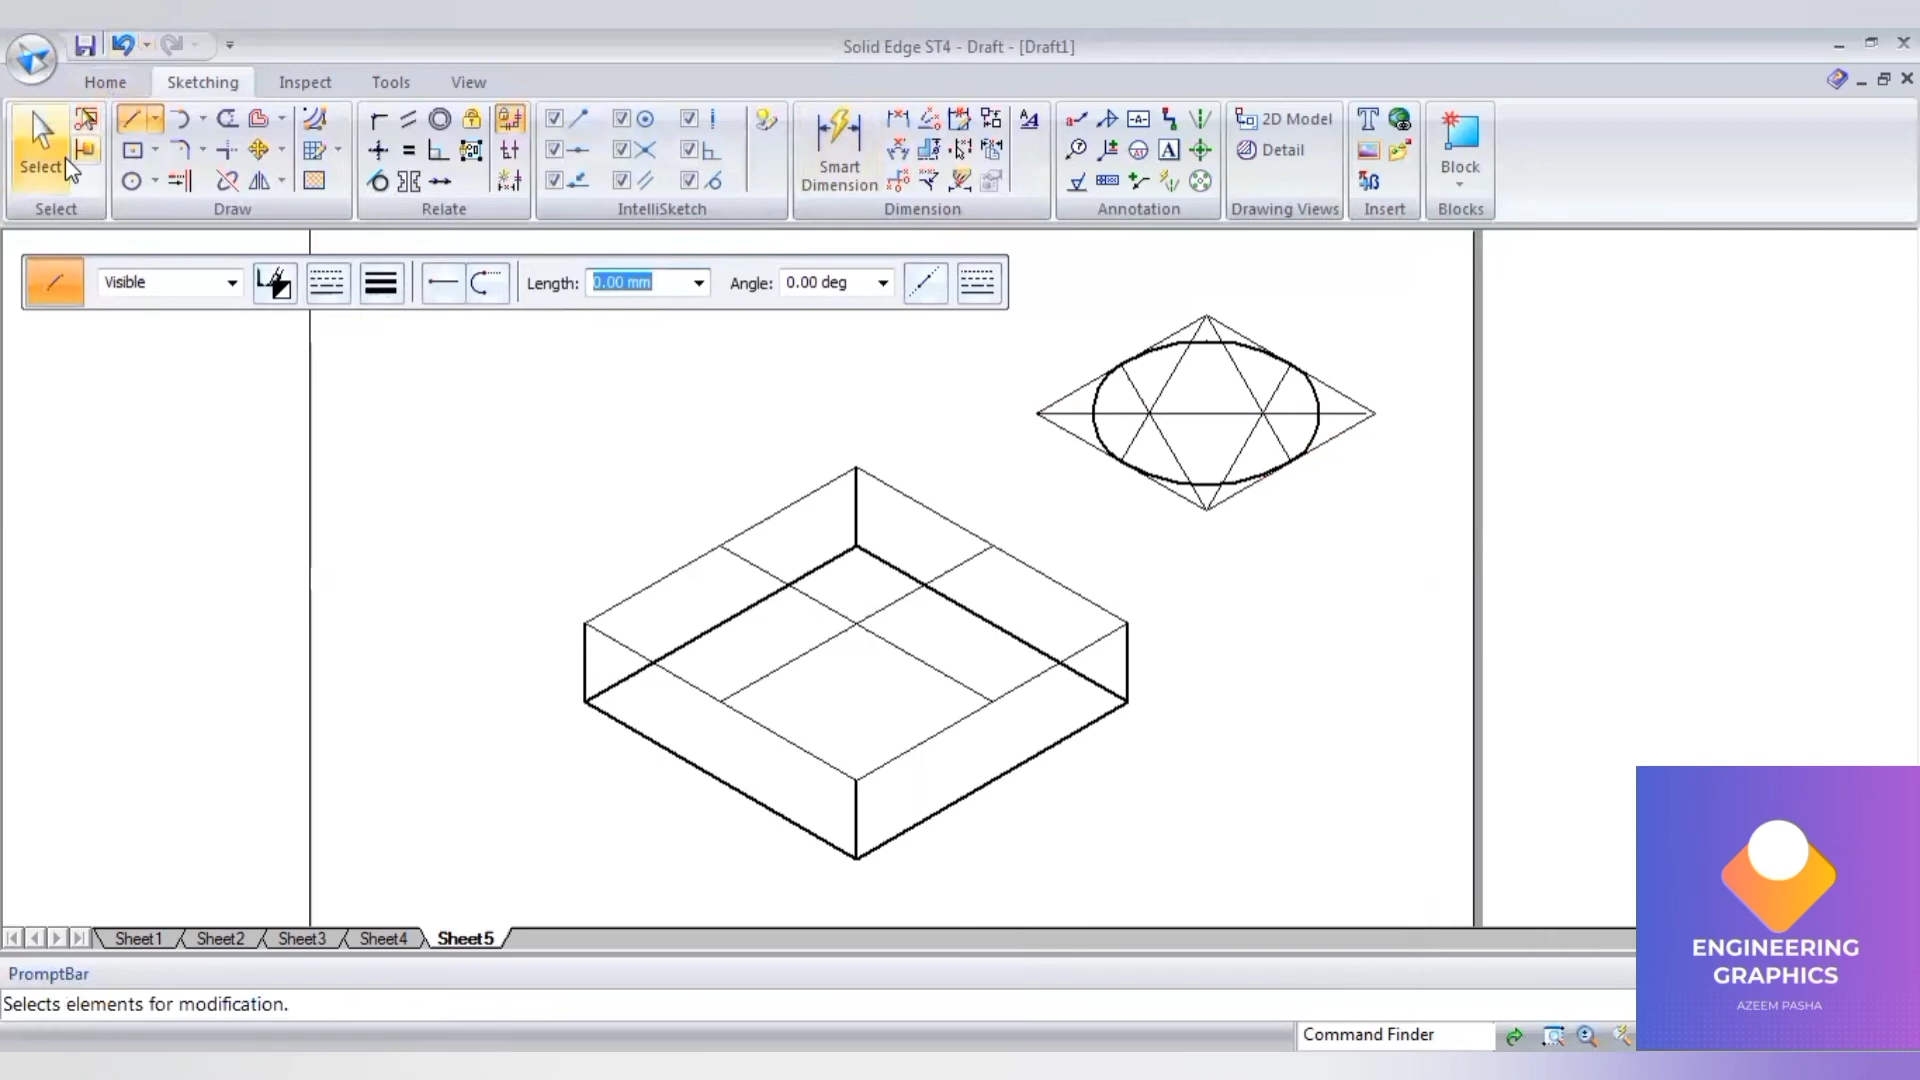 Solid Edge ST4 - Draft - [Draft1]
Home Sketching Inspect Tools View
Select
Smart Dimension
2D Model
Detail
Block
Select Draw Relate IntelliSketch Dimension Annotation Drawing Views Insert Blocks
Visible Length: 0.00 mm Angle: 0.00 deg
Sheet1 Sheet2 Sheet3 Sheet4 Sheet5
PromptBar
Selects elements for modification.
Command Finder
ENGINEERING
GRAPHICS
AZEEM PASHA